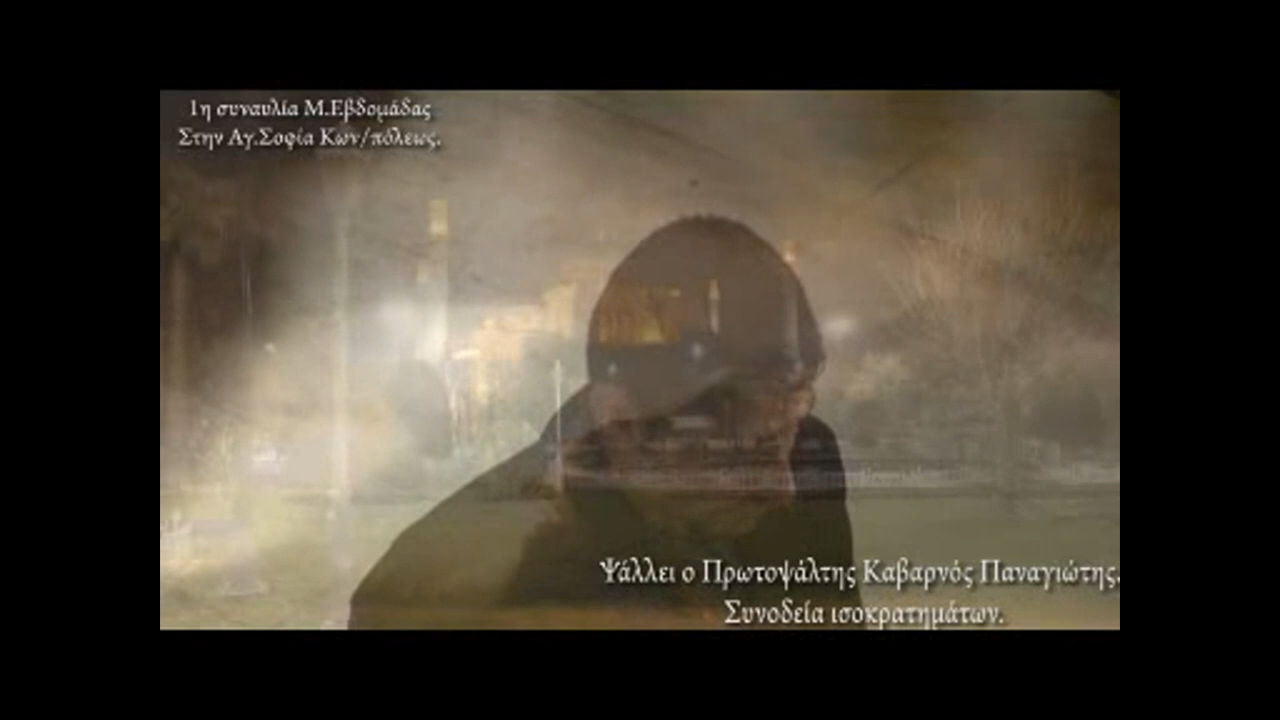 1η συναυλία Μ.Εβδομάδας
Στην Αγ.Σοφία Κων/πόλεως.
Ψάλλει ο Πρωτοψάλτης Καβαρνός Παναγιώτης.
Συνοδεία ισοκρατημάτων.